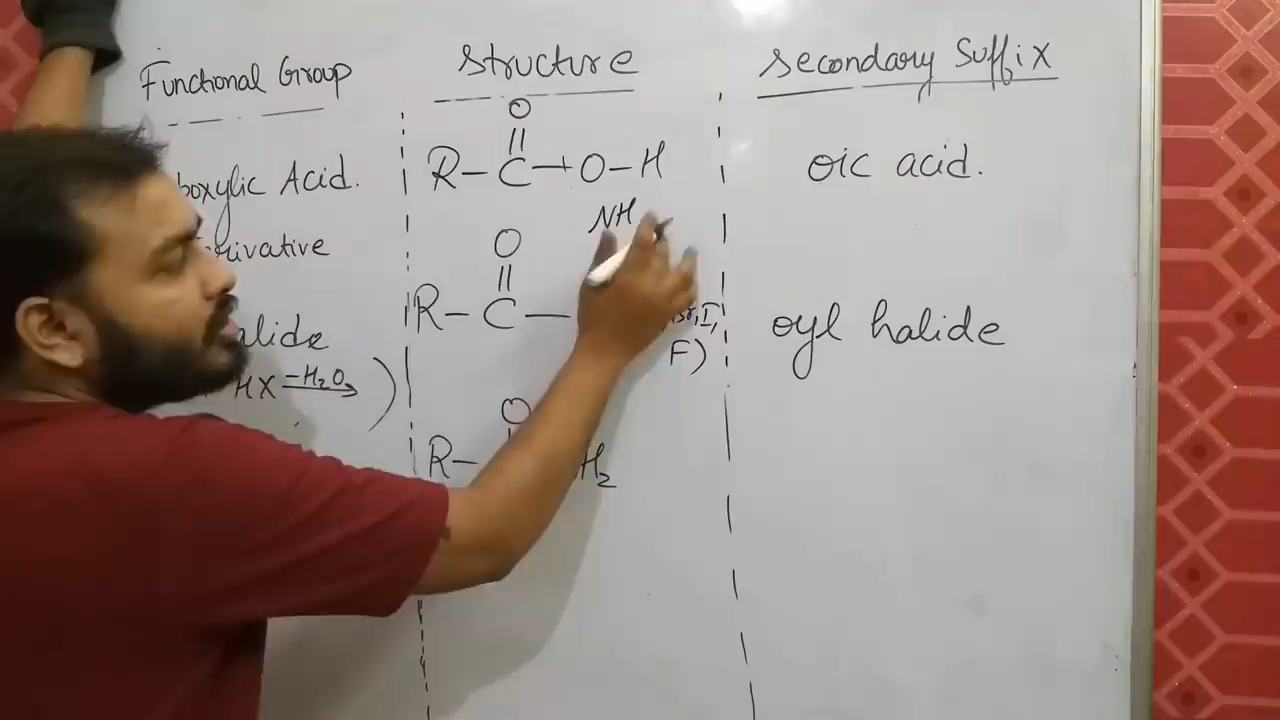 Functional Group
Structure
Secondary Suffix
O
||
R–C–O–H
boxylic Acid.
oic acid.
NH
rivative
O
||
R–C–
alide
I,
F)
oyl halide
HX –H₂O→ )
O
R–
H₂